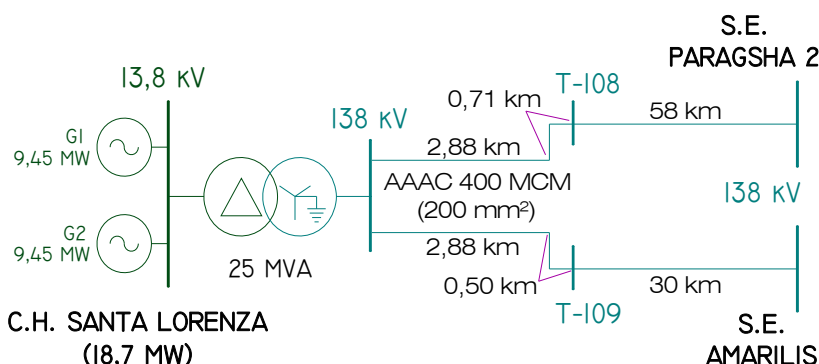 S.E.
PARAGSHA 2
13,8 kV
T-108
0,71 km
58 km
138 kV
G1
9,45 MW
2,88 km
AAAC 400 MCM
(200 mm²)
138 kV
G2
9,45 MW
2,88 km
25 MVA
0,50 km
30 km
T-109
C.H. SANTA LORENZA
(18,7 MW)
S.E.
AMARILIS